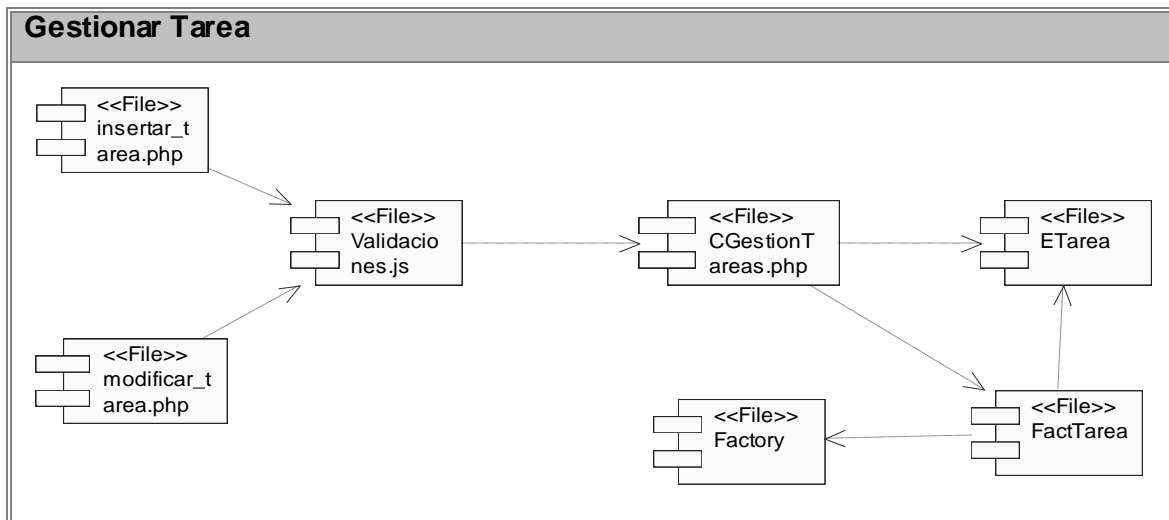 Gestionar Tarea
<<File>>
insertar_t
area.php
<<File>>
Validacio
nes.js
<<File>>
CGestionT
areas.php
<<File>>
ETarea
<<File>>
modificar_t
area.php
<<File>>
Factory
<<File>>
FactTarea